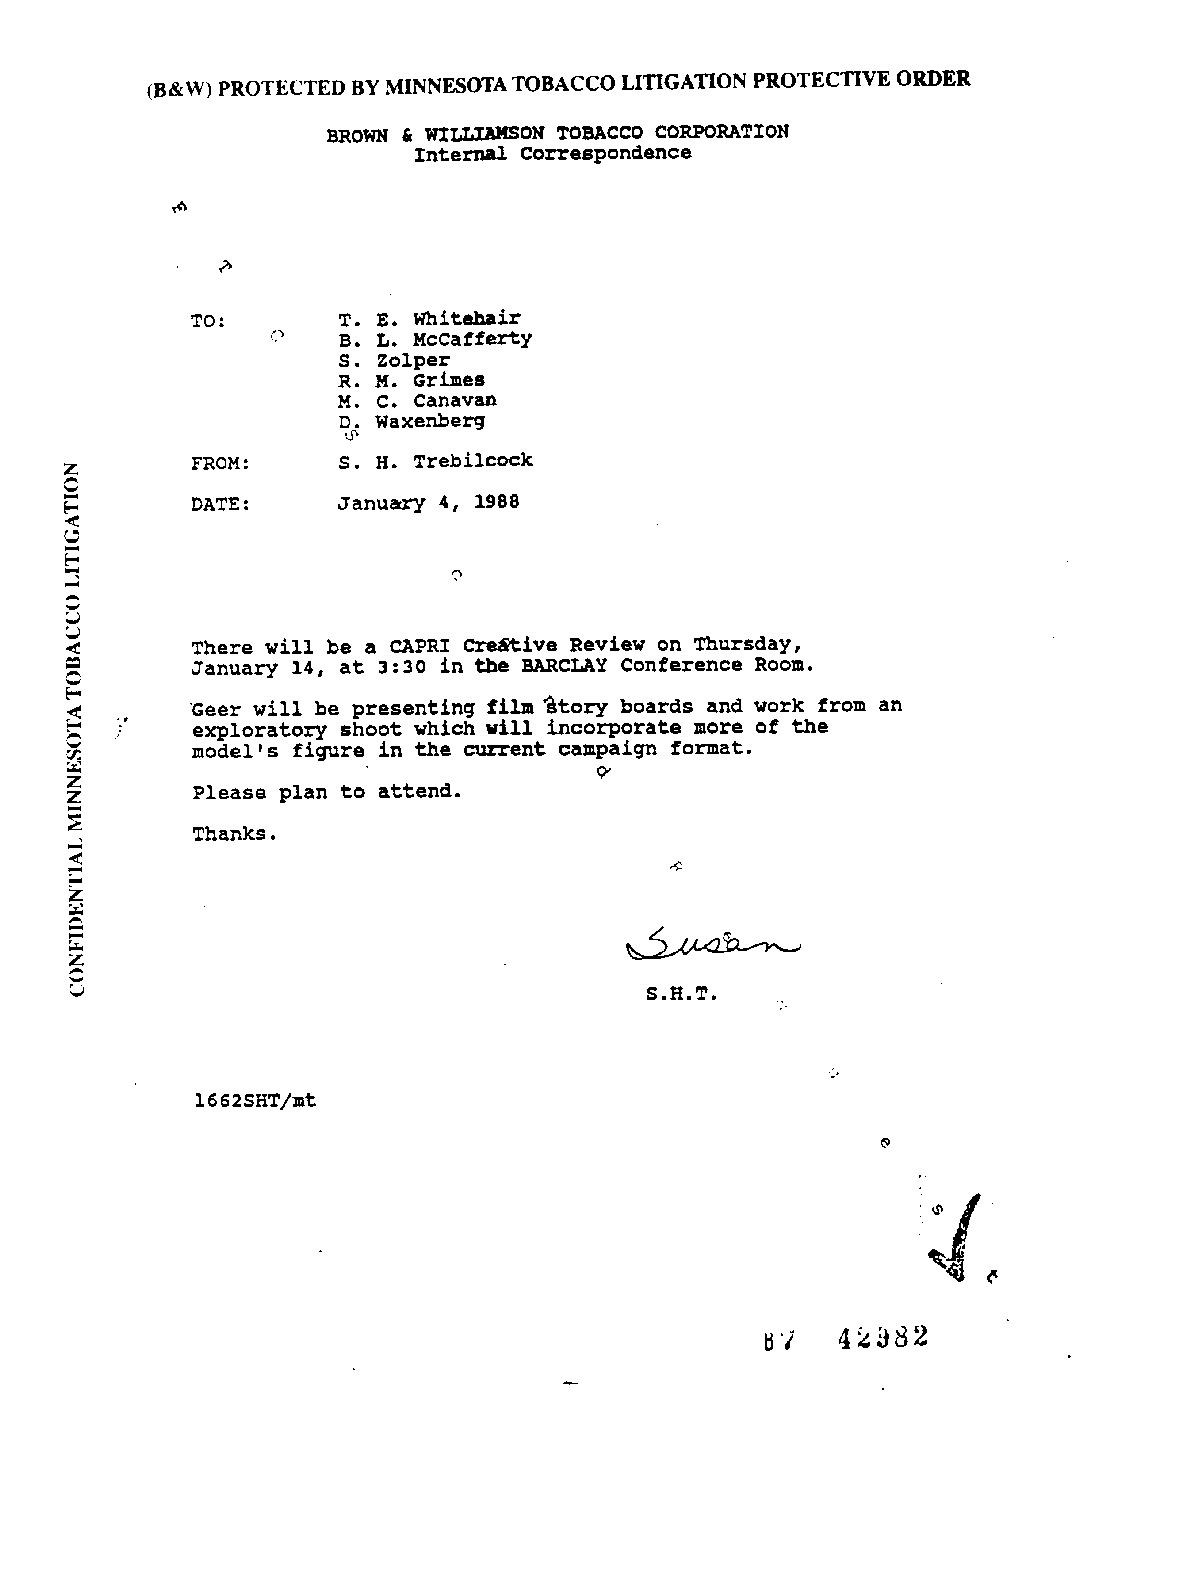 (B&W) PROTECTED BY MINNESOTA TOBACCO LITIGATION PROTECTIVE ORDER
BROWN & WILLIAMSON TOBACCO CORPORATION
Internal Correspondence
TO: T. E. Whitehair
B. L. McCafferty
S. Zolper
R. M. Grimes
M. C. Canavan
D. Waxenberg
FROM: S. H. Trebilcock
DATE: January 4, 1988
CONFIDENTIAL MINNESOTA TOBACCO LITIGATION
There will be a CAPRI Creative Review on Thursday,
January 14, at 3:30 in the BARCLAY Conference Room.
Geer will be presenting film story boards and work from an
exploratory shoot which will incorporate more of the
model's figure in the current campaign format.
Please plan to attend.
Thanks.
Susan
S.H.T.
1662SHT/mt